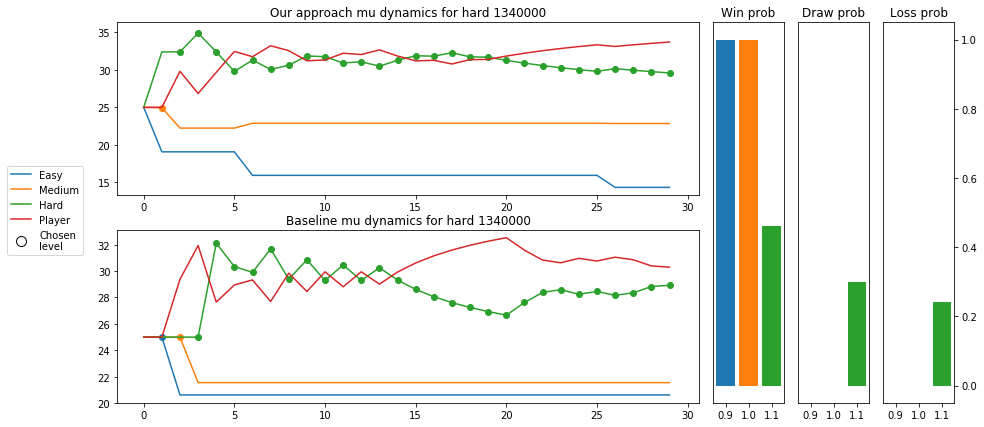 Our approach mu dynamics for hard 1340000
35
30
25
20
15
0 5 10 15 20 25 30
Easy
Medium
Hard
Player
Chosen
level
Baseline mu dynamics for hard 1340000
32
30
28
26
24
22
20
0 5 10 15 20 25 30
Win prob
0.9 1.0 1.1
Draw prob
0.9 1.0 1.1
Loss prob
1.0
0.8
0.6
0.4
0.2
0.0
0.9 1.0 1.1